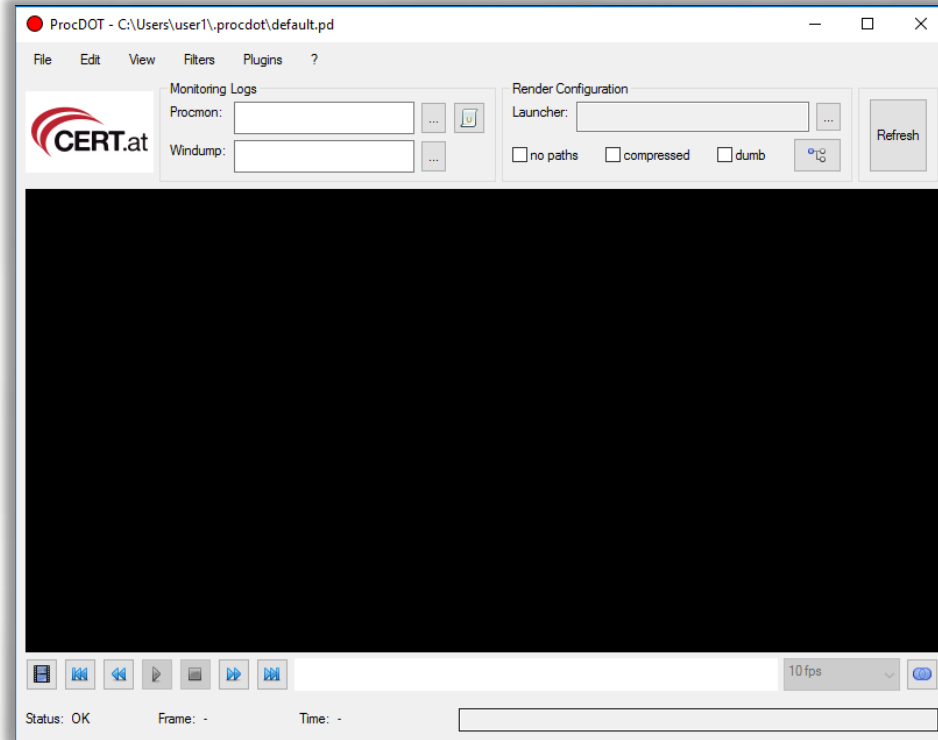 ProcDOT - C:\Users\user1\.procdot\default.pd
File Edit View Filters Plugins ?
Monitoring Logs
Procmon: ...
Windump: ...
Render Configuration
Launcher: ...
no paths compressed dumb
Refresh
CERT.at
10 fps
Status: OK Frame: - Time: -